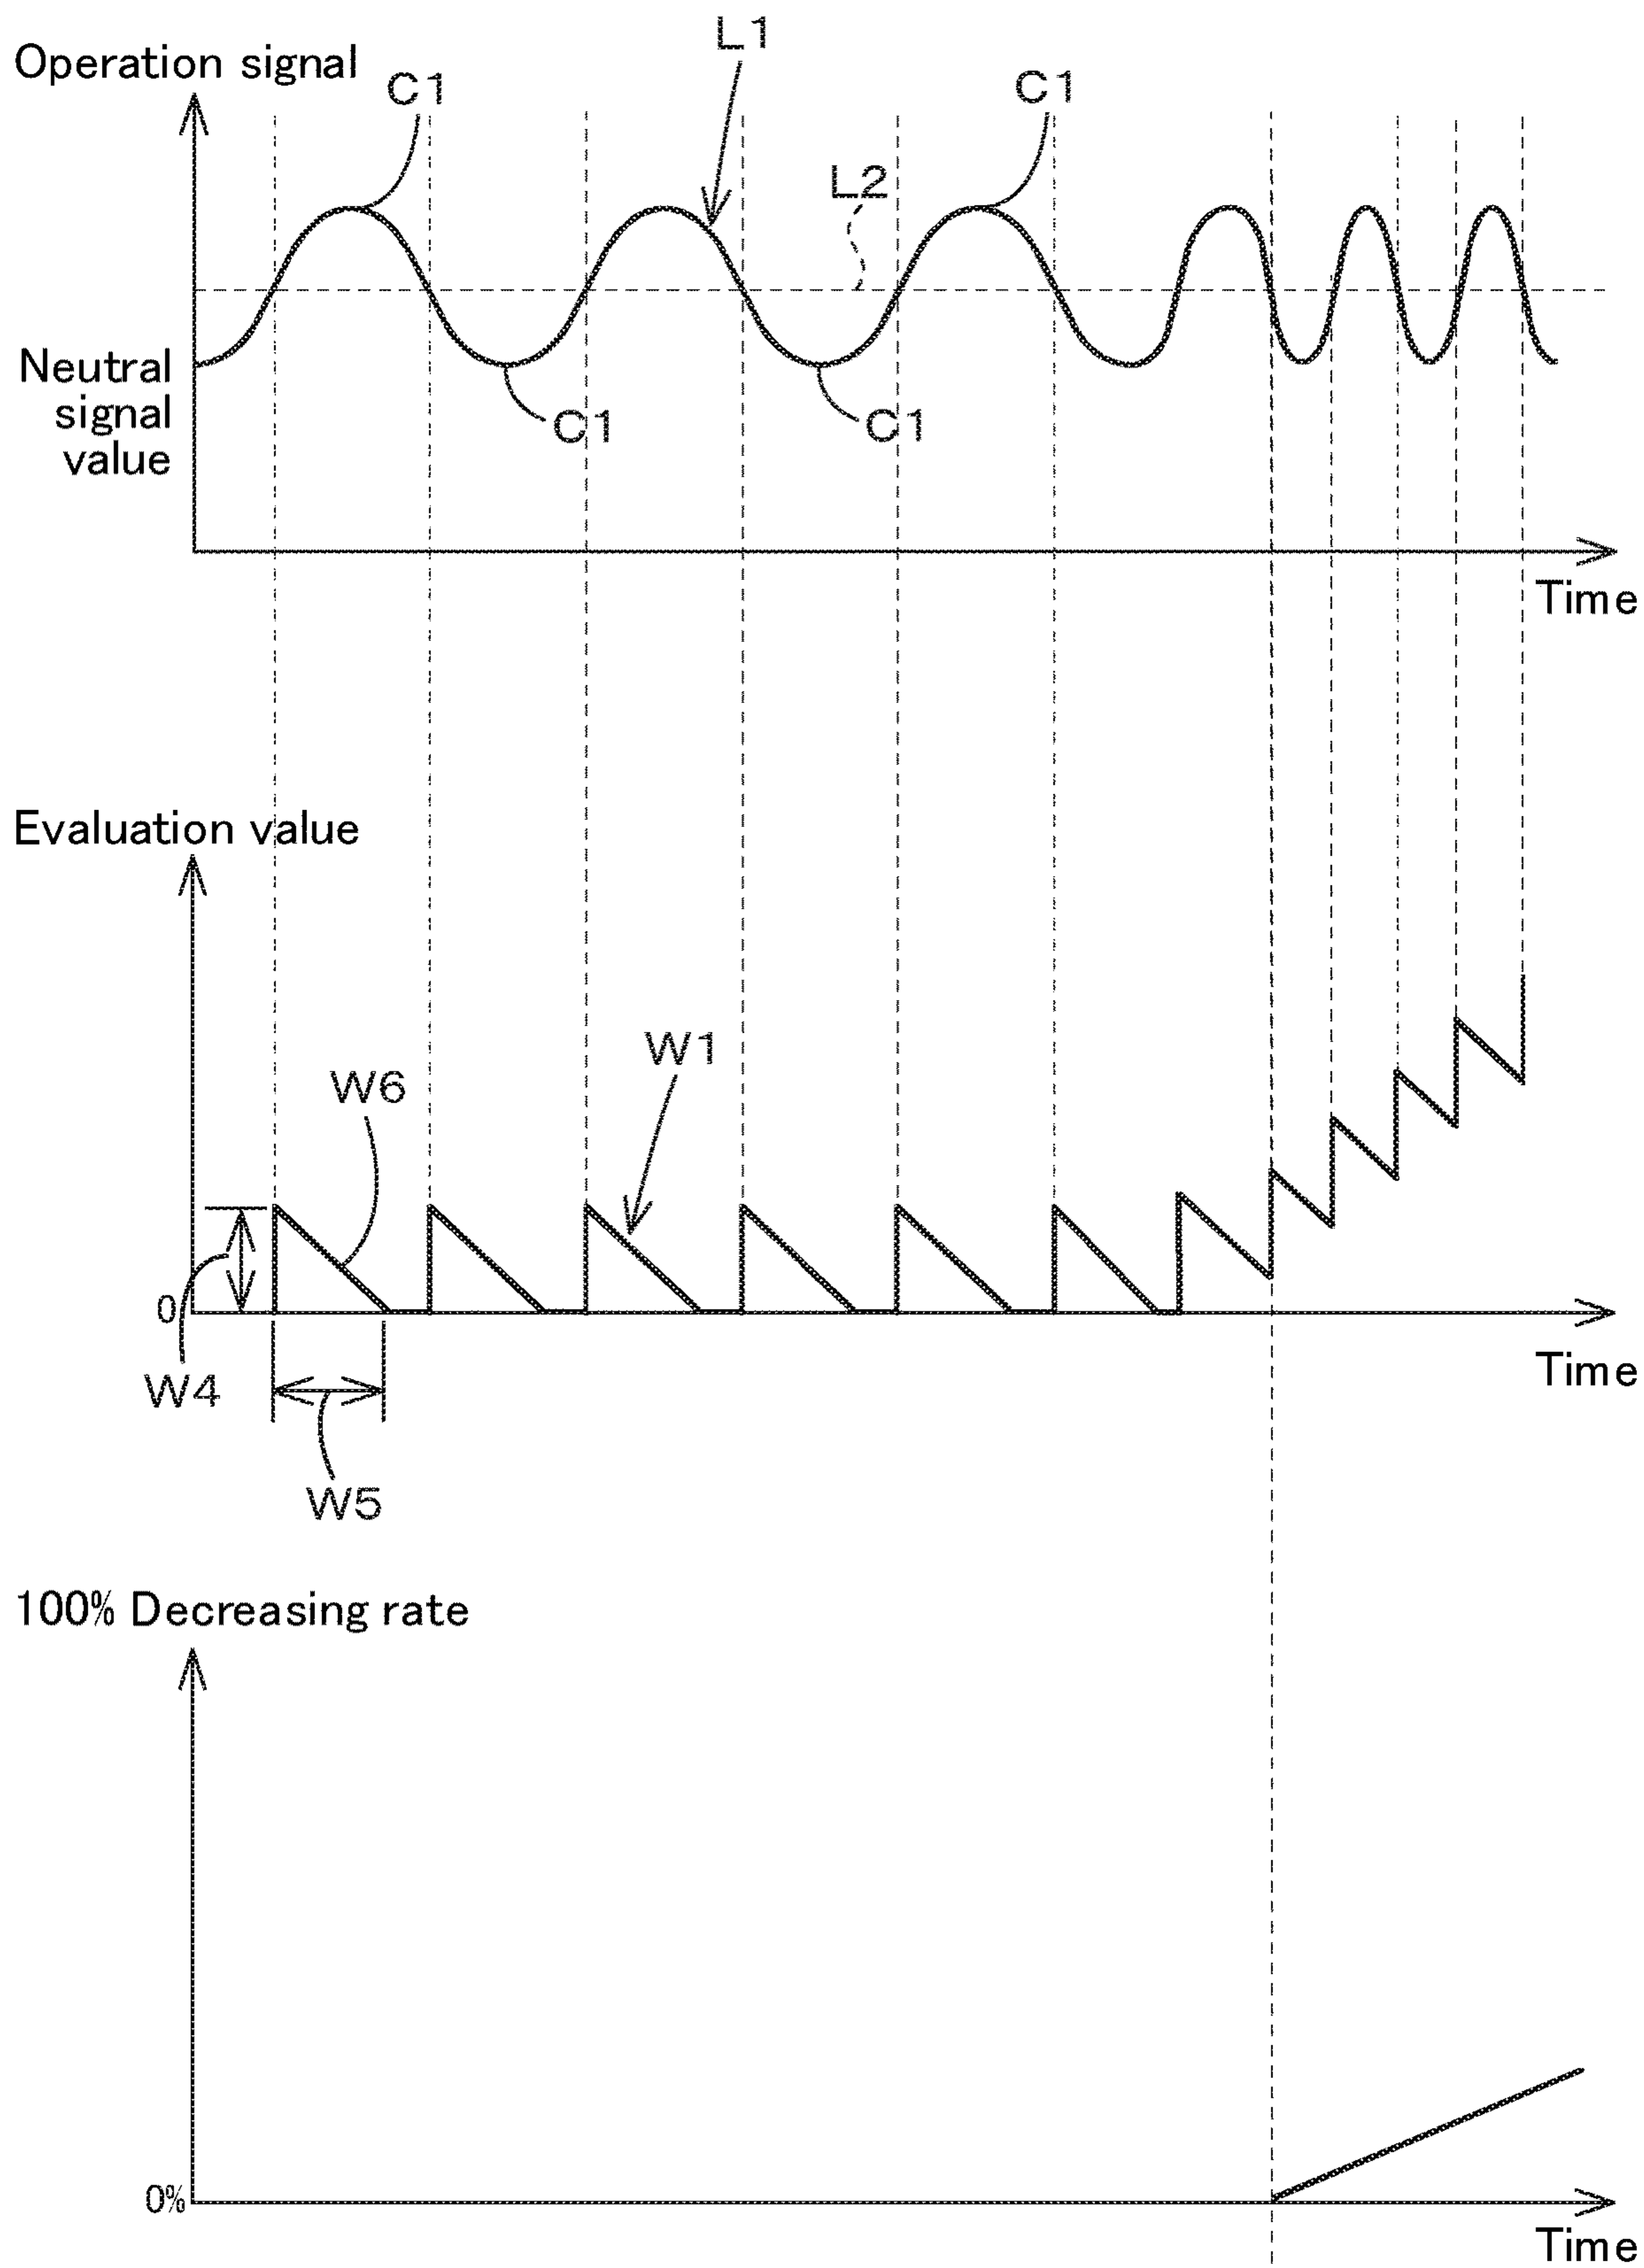 L1
Operation signal
C1
C1
L2
Neutral
signal
value
C1
C1
Time
Evaluation value
W1
W6
0
W4
Time
W5
100% Decreasing rate
0%
Time